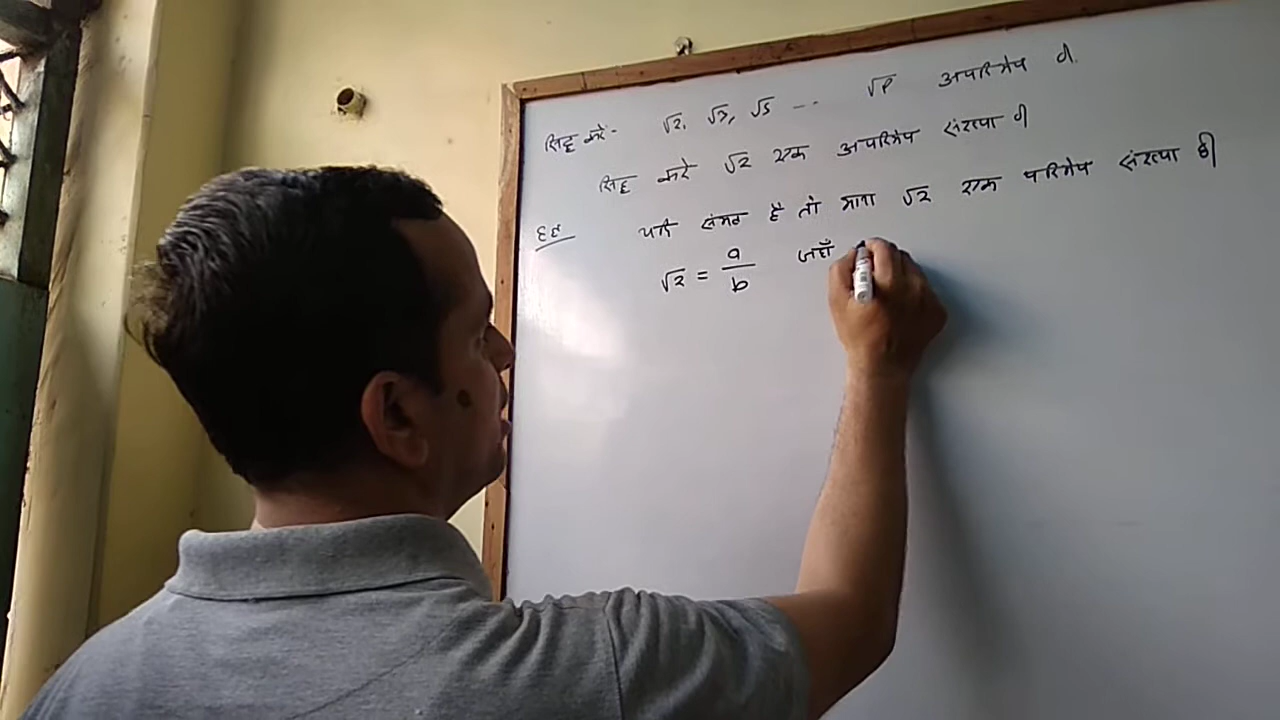 सिद्ध करें- √2, √3, √5 ... √P अपरिमेय है.
सिद्ध करें √2 एक अपरिमेय संख्या है
हल यदि संभव है तो माना √2 एक परिमेय संख्या है
√2 = a/b जहाँ